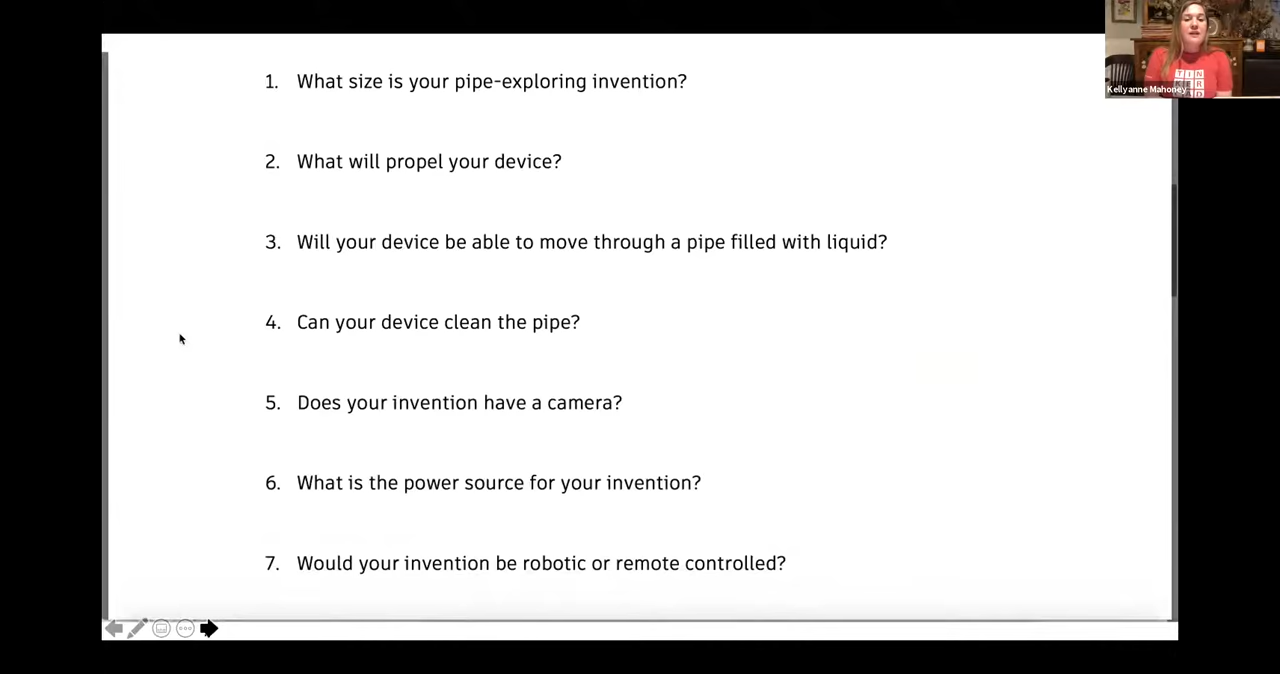 1. What size is your pipe-exploring invention?
2. What will propel your device?
3. Will your device be able to move through a pipe filled with liquid?
4. Can your device clean the pipe?
5. Does your invention have a camera?
6. What is the power source for your invention?
7. Would your invention be robotic or remote controlled?
TIN
KER
CAD
Kellyanne Mahoney